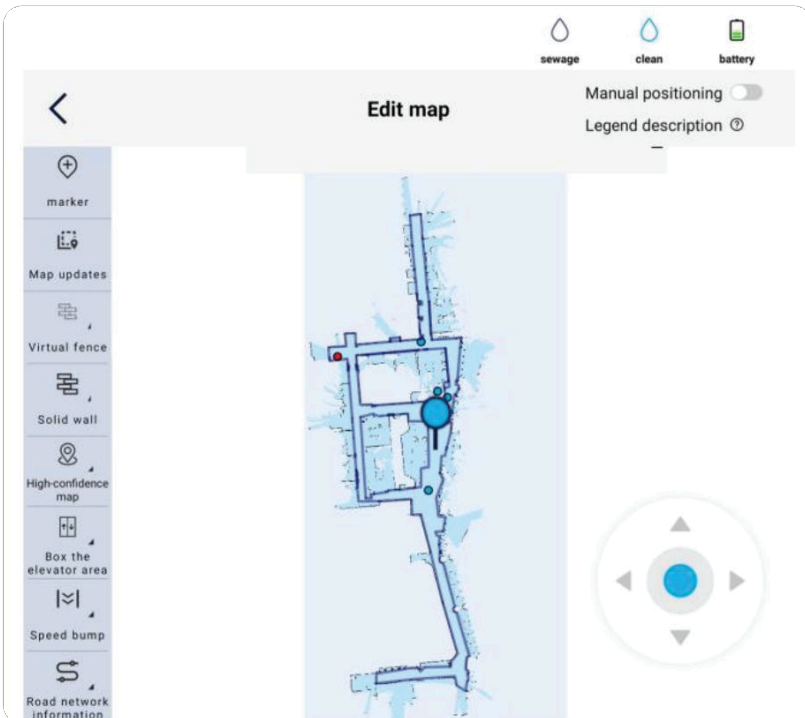 sewage clean battery
Edit map
Manual positioning
Legend description
marker
Map updates
Virtual fence
Solid wall
High-confidence
map
Box the
elevator area
Speed bump
Road network
information